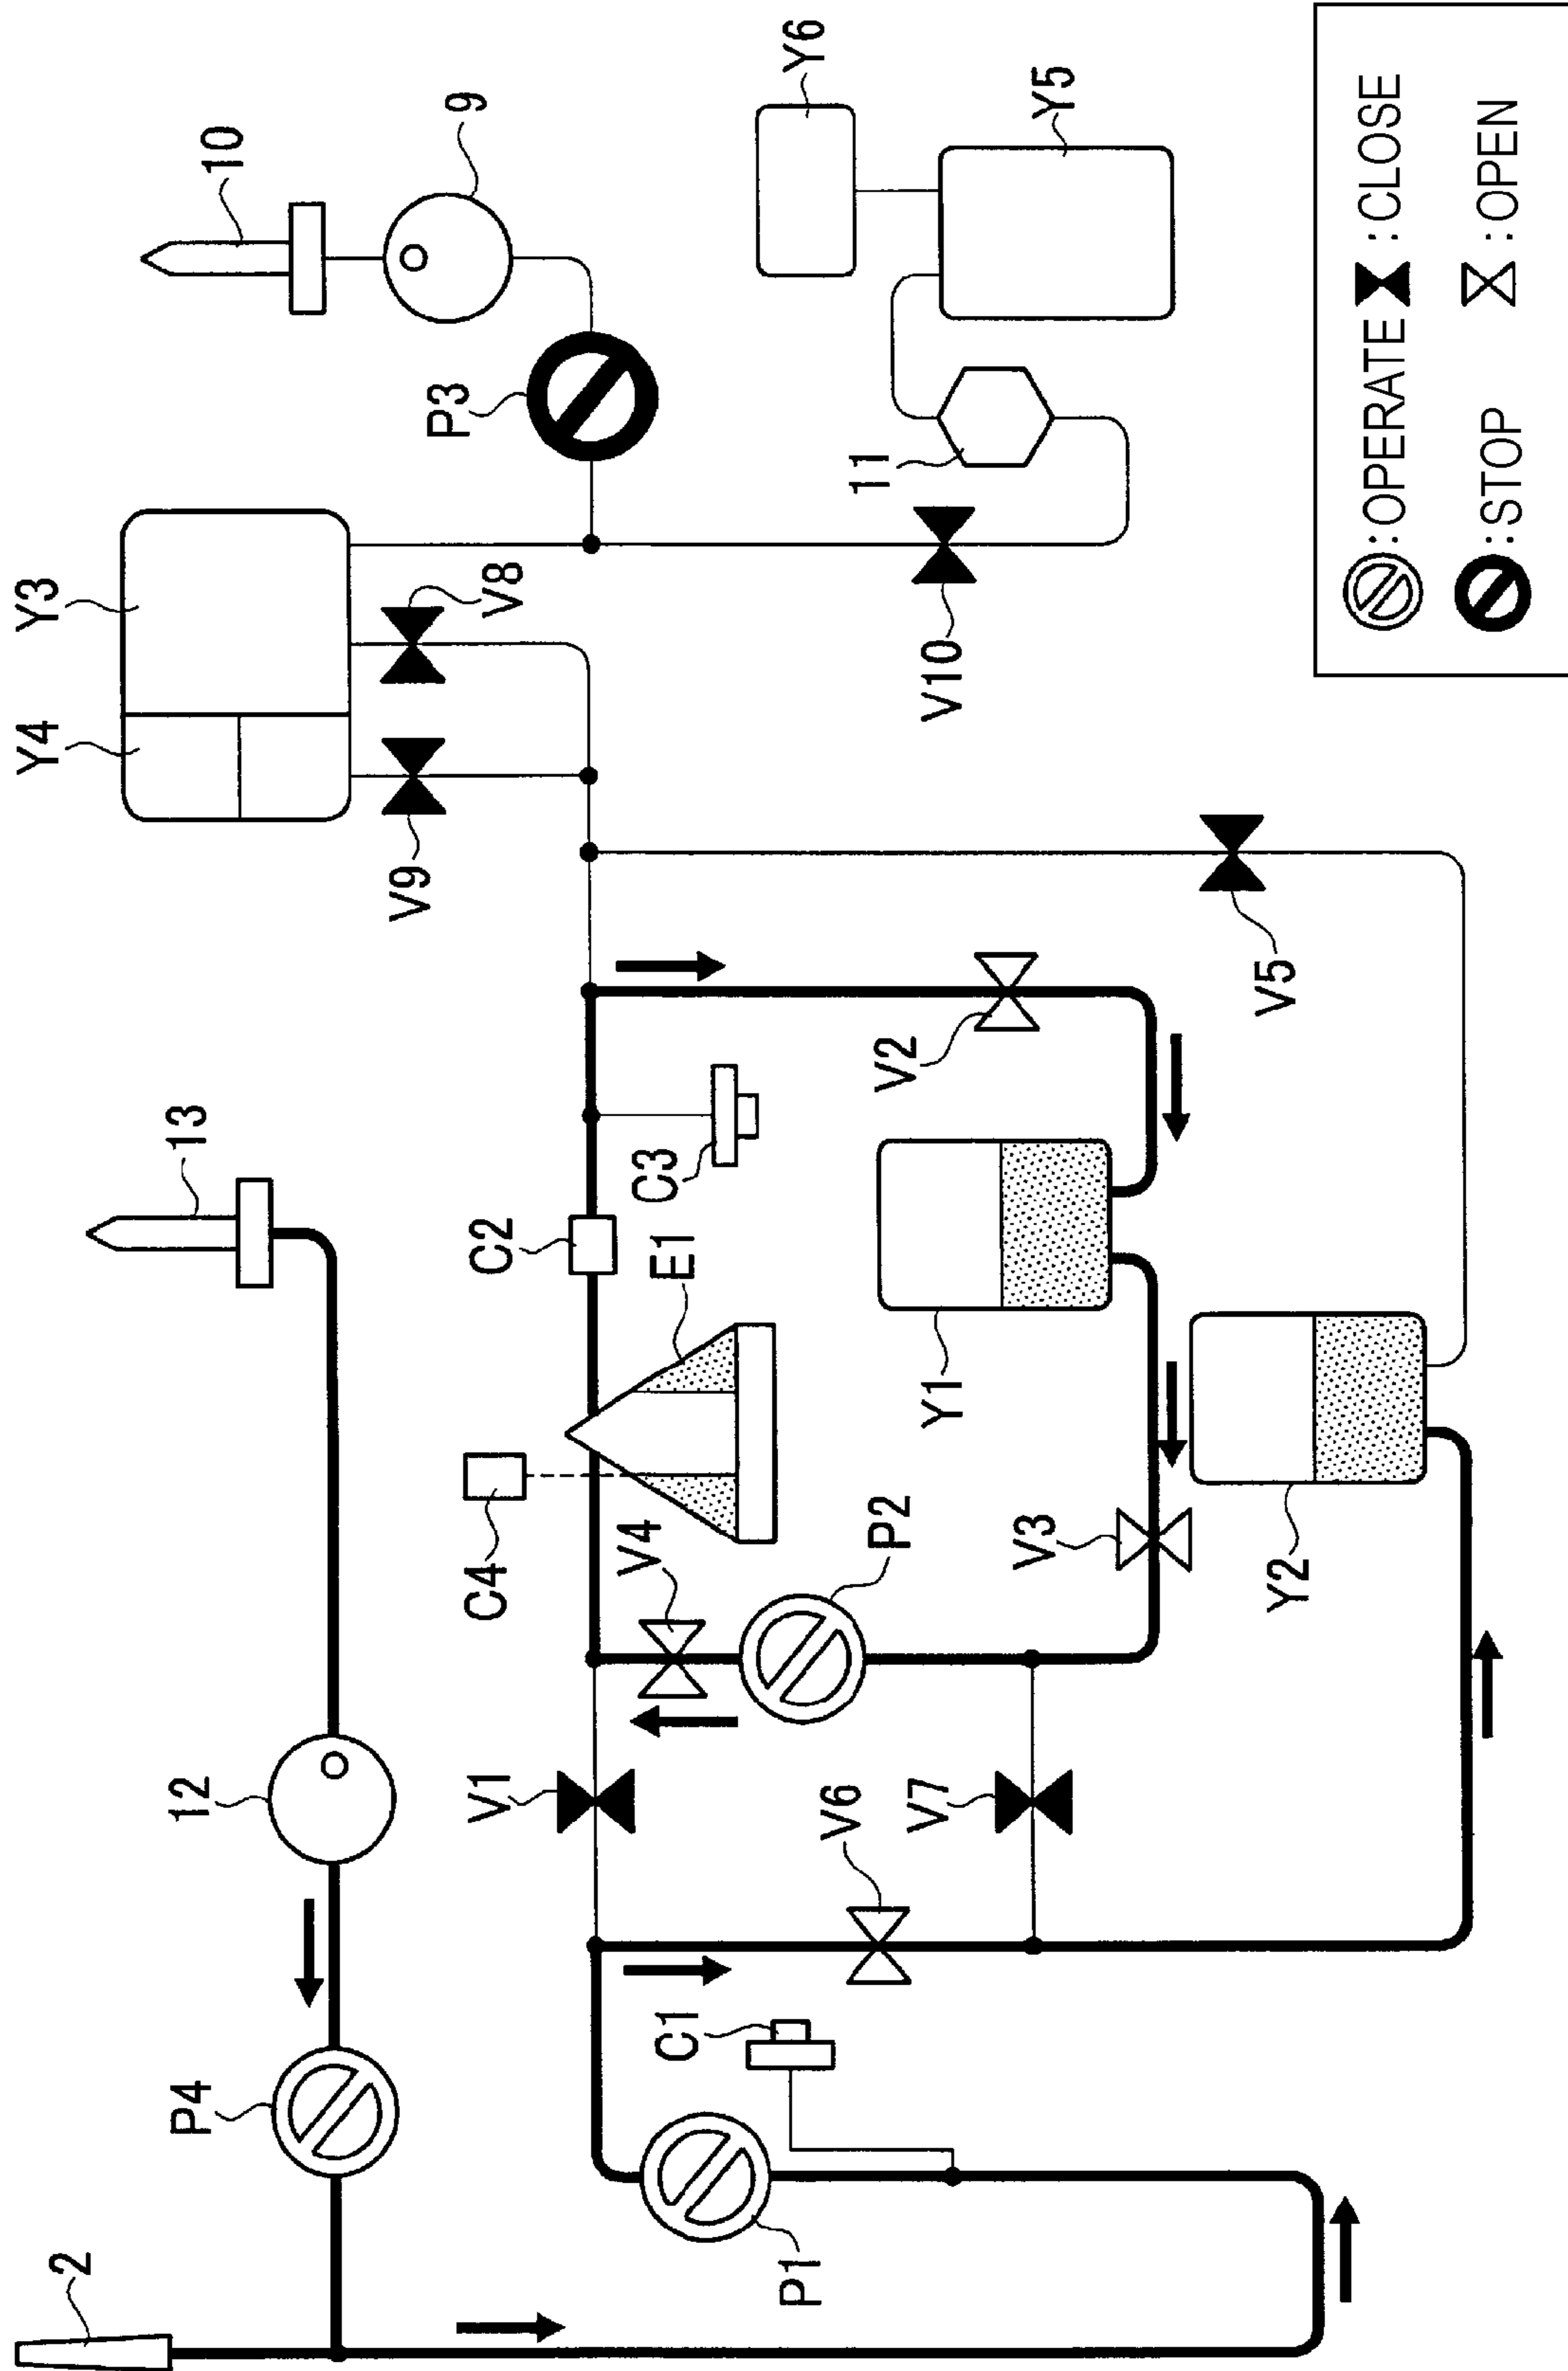 2
P4
12
13
Y4
Y3
10
9
P3
V9
V8
Y6
Y5
11
V10
C4
C2
E1
C3
V1
V4
P2
C1
P1
V6
V7
Y1
V2
V3
Y2
V5
:OPERATE :CLOSE
:STOP :OPEN